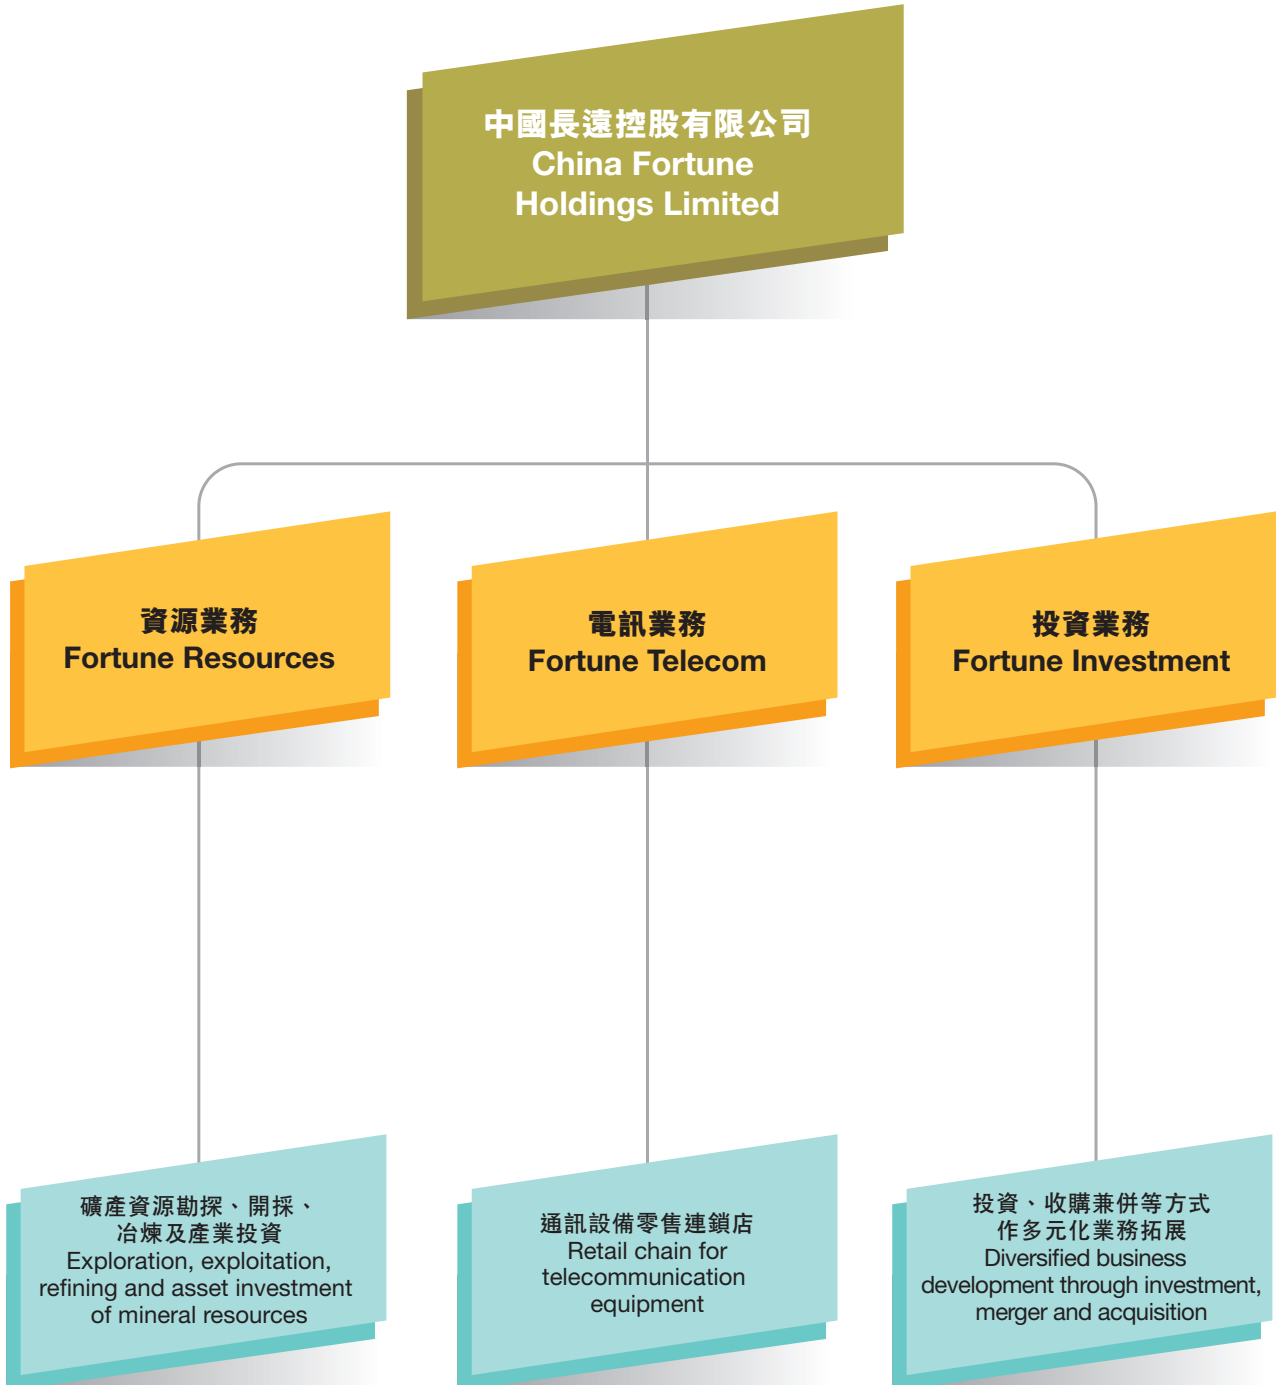 中國長遠控股有限公司
China Fortune
Holdings Limited
資源業務
Fortune Resources
電訊業務
Fortune Telecom
投資業務
Fortune Investment
礦產資源勘探、開採、
冶煉及產業投資
Exploration, exploitation,
refining and asset investment
of mineral resources
通訊設備零售連鎖店
Retail chain for
telecommunication
equipment
投資、收購兼併等方式
作多元化業務拓展
Diversified business
development through investment,
merger and acquisition